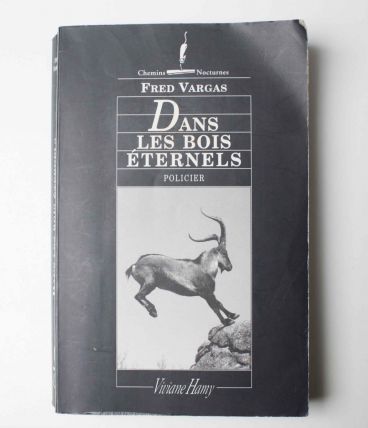 Chemins Nocturnes
FRED VARGAS
DANS
LES BOIS
ÉTERNELS
POLICIER
Viviane Hamy